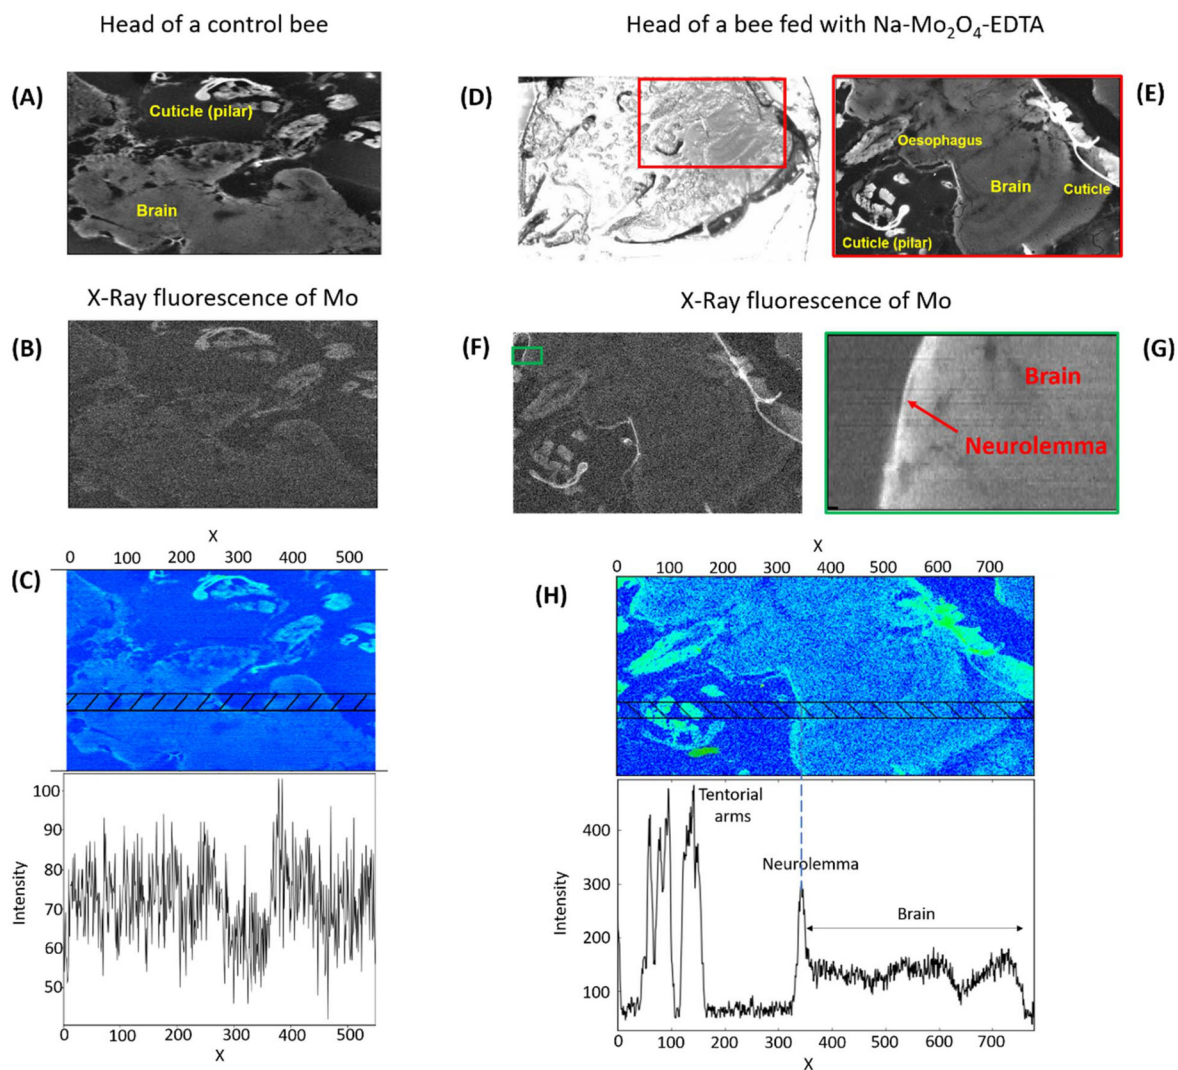 Head of a control bee
Head of a bee fed with Na-Mo₂O₄-EDTA
(A)
Cuticle (pilar)
Brain
(D)
(E)
Oesophagus
Brain
Cuticle
Cuticle (pilar)
X-Ray fluorescence of Mo
X-Ray fluorescence of Mo
(B)
(F)
(G)
Brain
Neurolemma
X
0 100 200 300 400 500
(C)
100
90
80
70
60
50
Intensity
0 100 200 300 400 500
X
X
0 100 200 300 400 500 600 700
(H)
Tentorial
arms
Neurolemma
Brain
400
300
200
100
Intensity
0 100 200 300 400 500 600 700
X